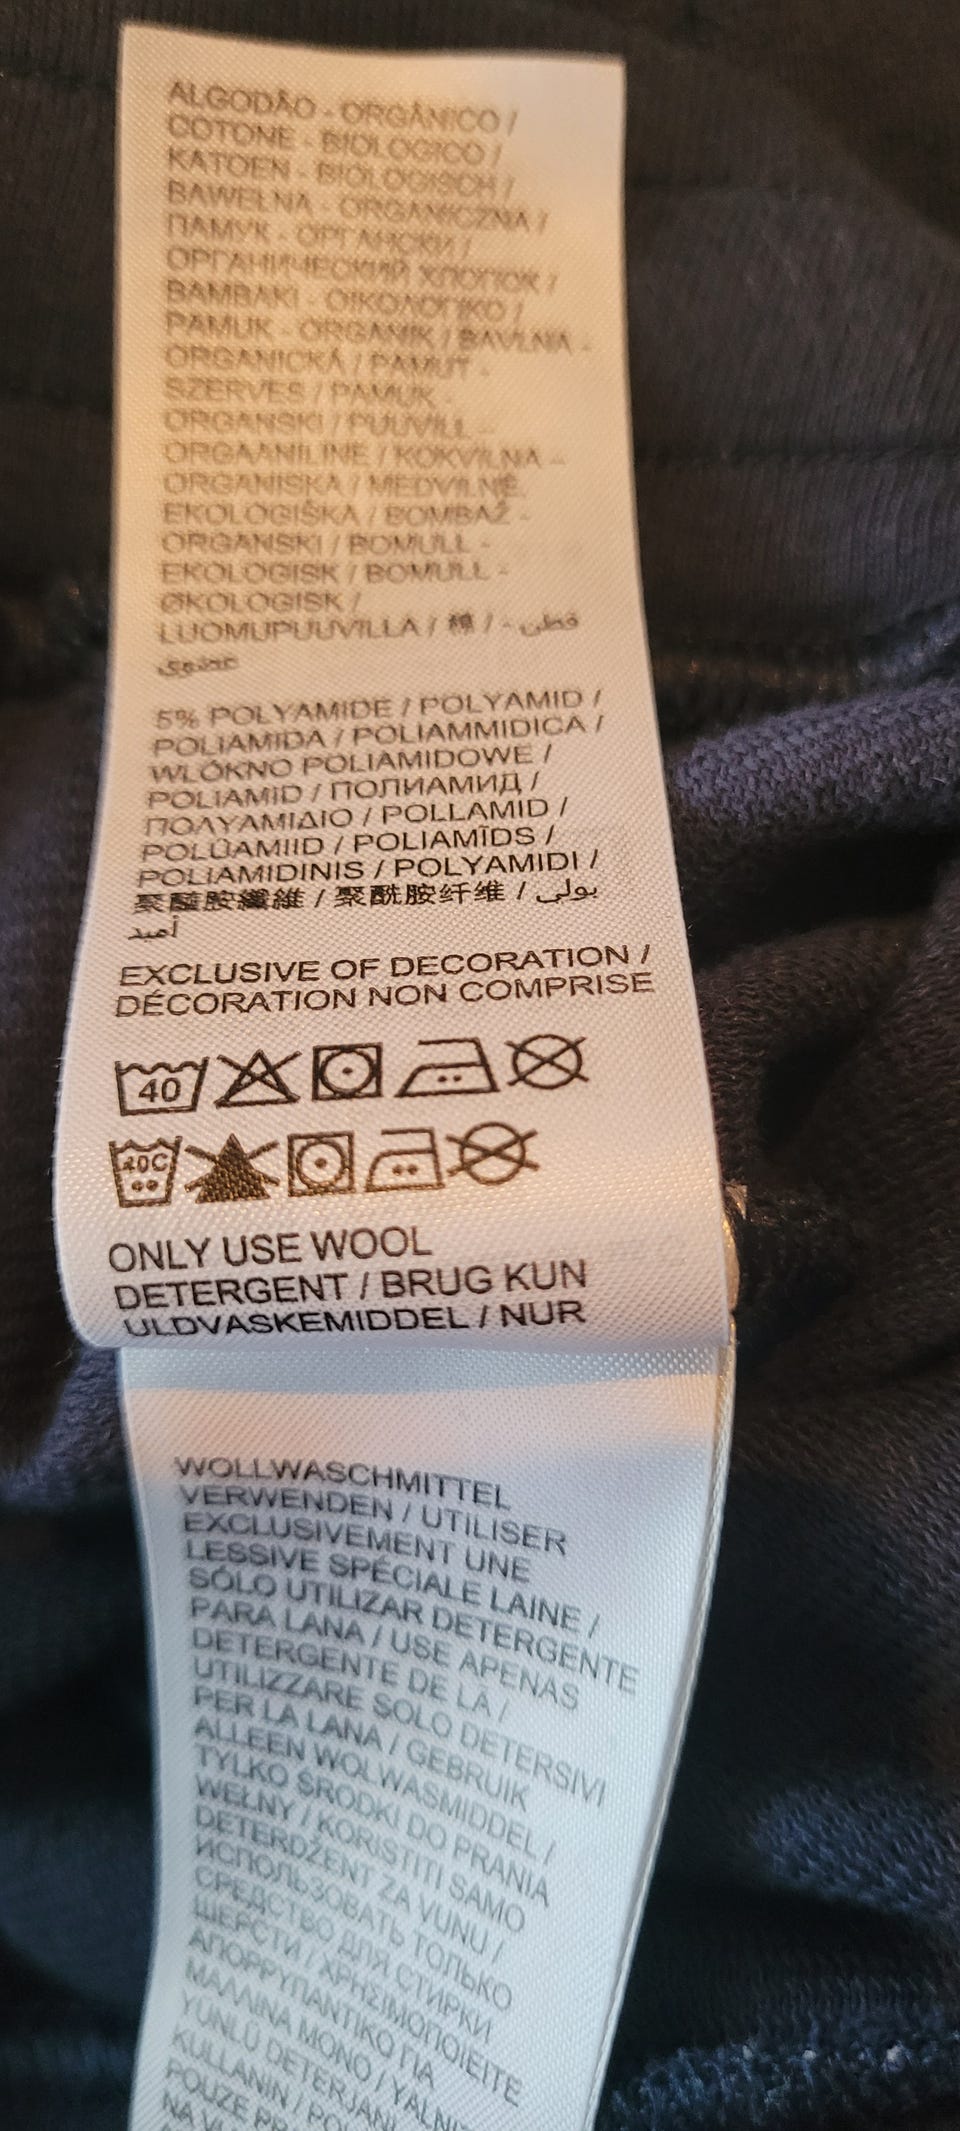 ALGODÃO - ORGÂNICO /
COTONE - BIOLOGICO /
KATOEN - BIOLOGISCH /
BAWEŁNA - ORGANICZNA /
ПАМУК - ОРГАНСКИ /
ОРГАНИЧЕСКИЙ ХЛОПОК /
ΒΑΜΒΑΚΙ - ΟΙΚΟΛΟΓΙΚΟ /
PAMUK - ORGANIK / BAVLNA -
ORGANICKÁ / PAMUT -
SZERVES / PAMUK -
ORGANSKI / PUUVILL -
ORGAANILINE / KOKVILNA -
ORGANISKA / MEDVILNĖ,
EKOLOGIŠKA / BOMBAŽ -
ORGANSKI / BOMULL -
EKOLOGISK / BOMULL -
ØKOLOGISK /
LUOMUPUUVILLA / 棉 / قطن -
عضوي
5% POLYAMIDE / POLYAMID /
POLIAMIDA / POLIAMMIDICA /
WŁÓKNO POLIAMIDOWE /
POLIAMID / ПОЛИАМИД /
ΠΟΛΥΑΜΙΔΙΟ / POLLAMID /
POLÜAMIID / POLIAMĪDS /
POLIAMIDINIS / POLYAMIDI /
聚醯胺纖維 / 聚酰胺纤维 / بولي
أميد
EXCLUSIVE OF DECORATION /
DÉCORATION NON COMPRISE
40
40C
ONLY USE WOOL
DETERGENT / BRUG KUN
ULDVASKEMIDDEL / NUR
WOLLWASCHMITTEL
VERWENDEN / UTILISER
EXCLUSIVEMENT UNE
LESSIVE SPÉCIALE LAINE /
SÓLO UTILIZAR DETERGENTE
PARA LANA / USE APENAS
DETERGENTE DE LÃ /
UTILIZZARE SOLO DETERSIVI
PER LA LANA / GEBRUIK
ALLEEN WOLWASMIDDEL /
TYLKO ŚRODKI DO PRANIA
WEŁNY / KORISTITI SAMO
DETERDŽENT ZA VUNU /
ИСПОЛЬЗОВАТЬ ТОЛЬКО
СРЕДСТВО ДЛЯ СТИРКИ
ШЕРСТИ / ΧΡΗΣΙΜΟΠΟΙΕΙΤΕ
ΑΠΟΡΡΥΠΑΝΤΙΚΟ ΓΙΑ
ΜΑΛΛΙΝΑ ΜΟΝΟ / YALNIZ
YÜNLÜ DETERJANI
KULLANIN /
POUZE
NA